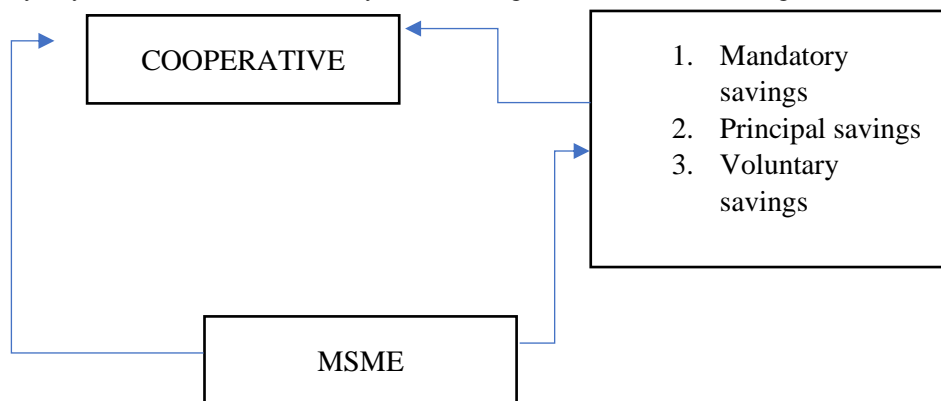 COOPERATIVE
1. Mandatory
savings
2. Principal savings
3. Voluntary
savings
MSME